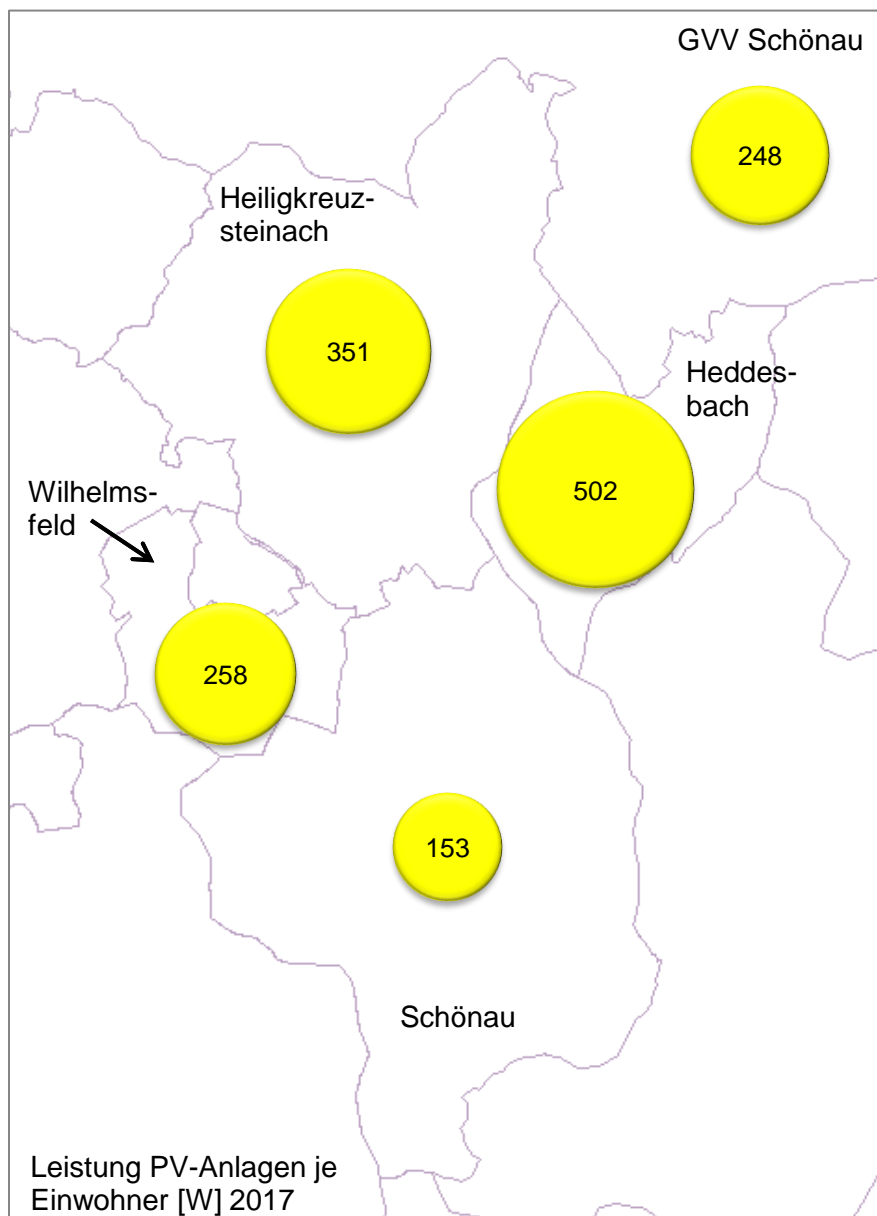 GVV Schönau
248
Heiligkreuz-
steinach
351
Heddes-
bach
502
Wilhelms-
feld
258
153
Schönau
Leistung PV-Anlagen je
Einwohner [W] 2017